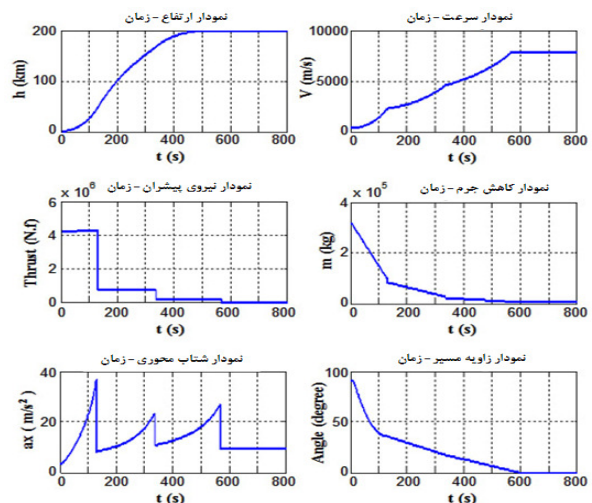 نمودار ارتفاع - زمان
h (km)
200
100
0
0 200 400 600 800
t (s)
نمودار سرعت - زمان
V (m/s)
10000
5000
0
0 200 400 600 800
t (s)
نمودار نیروی پیشران - زمان
× 10⁶
Thrust (N.f)
6
4
2
0
0 200 400 600 800
t (s)
نمودار کاهش جرم - زمان
× 10⁵
m (kg)
4
2
0
0 200 400 600 800
t (s)
نمودار شتاب محوری - زمان
ax ( m/s²)
40
20
0
0 200 400 600 800
t (s)
نمودار زاویه مسیر - زمان
Angle (degree)
100
50
0
0 200 400 600 800
t (s)